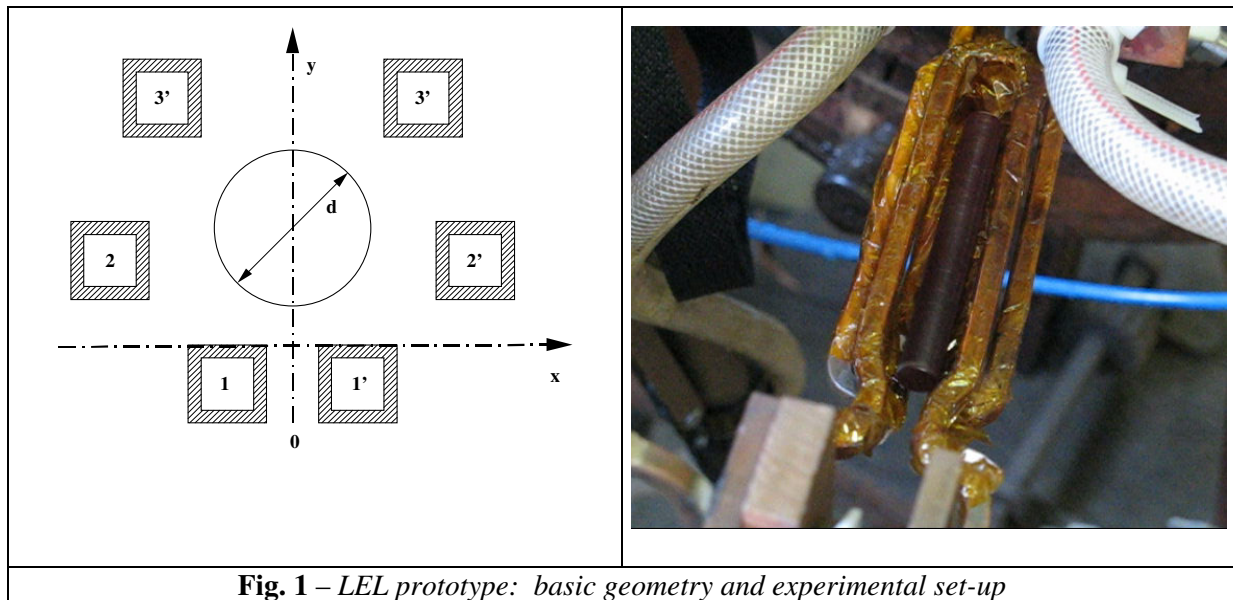 y
3’
3’
d
2
2’
1
1’
x
0
Fig. 1 – LEL prototype: basic geometry and experimental set-up